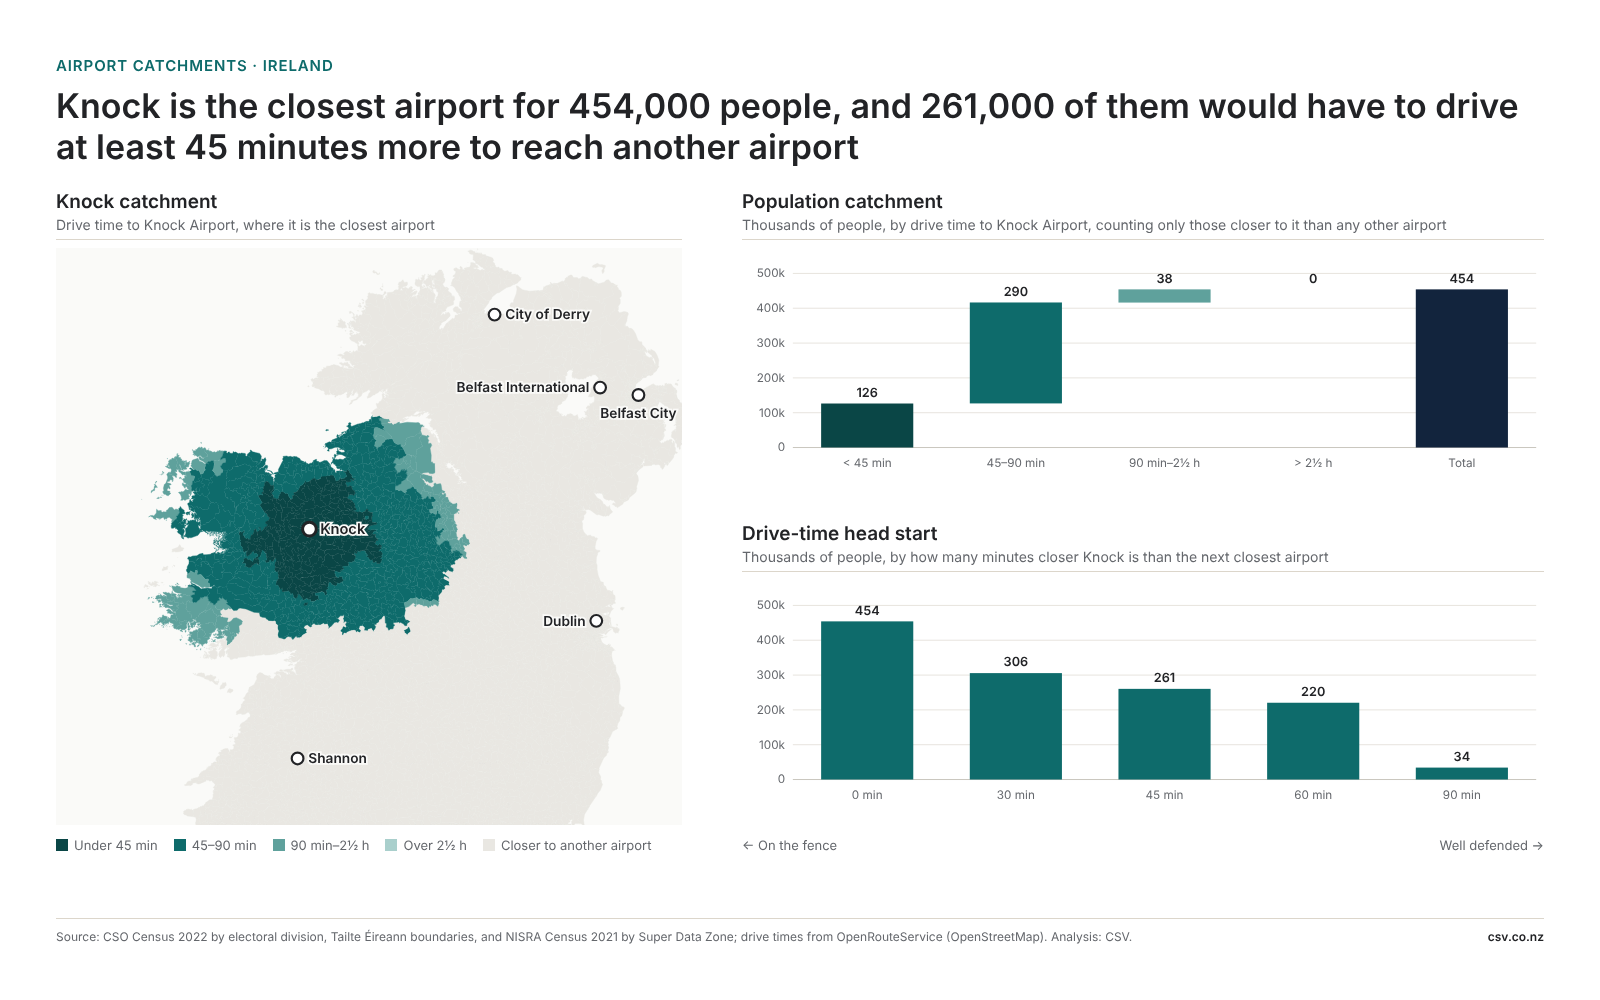 AIRPORT CATCHMENTS · IRELAND
Knock is the closest airport for 454,000 people, and 261,000 of them would have to drive
at least 45 minutes more to reach another airport
Knock catchment
Drive time to Knock Airport, where it is the closest airport
City of Derry
Belfast International
Belfast City
Knock
Dublin
Shannon
Under 45 min
45–90 min
90 min–2½ h
Over 2½ h
Closer to another airport
Population catchment
Thousands of people, by drive time to Knock Airport, counting only those closer to it than any other airport
500k
400k
300k
200k
100k
0
126
290
38
0
454
< 45 min
45–90 min
90 min–2½ h
> 2½ h
Total
Drive-time head start
Thousands of people, by how many minutes closer Knock is than the next closest airport
500k
400k
300k
200k
100k
0
454
306
261
220
34
0 min
30 min
45 min
60 min
90 min
← On the fence
Well defended →
Source: CSO Census 2022 by electoral division, Tailte Éireann boundaries, and NISRA Census 2021 by Super Data Zone; drive times from OpenRouteService (OpenStreetMap). Analysis: CSV.
csv.co.nz